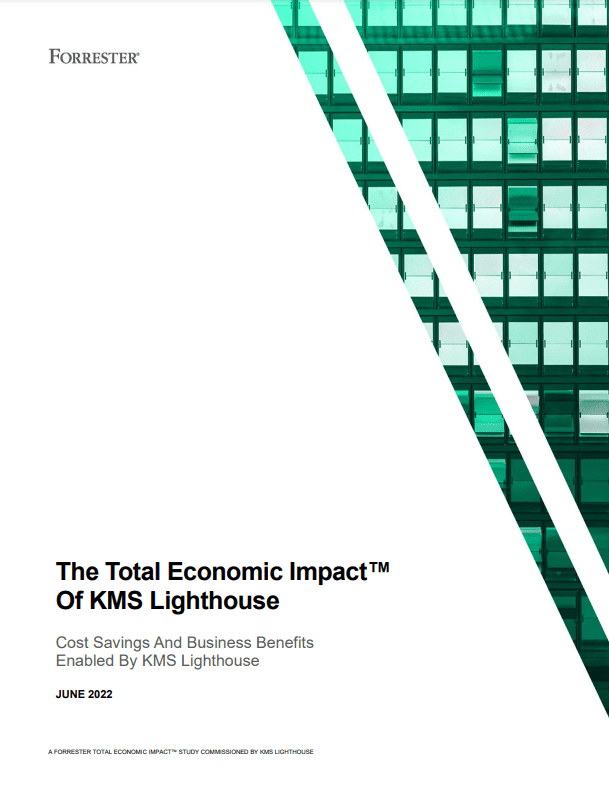 FORRESTER®
The Total Economic Impact™
Of KMS Lighthouse
Cost Savings And Business Benefits
Enabled By KMS Lighthouse
JUNE 2022
A FORRESTER TOTAL ECONOMIC IMPACT™ STUDY COMMISSIONED BY KMS LIGHTHOUSE